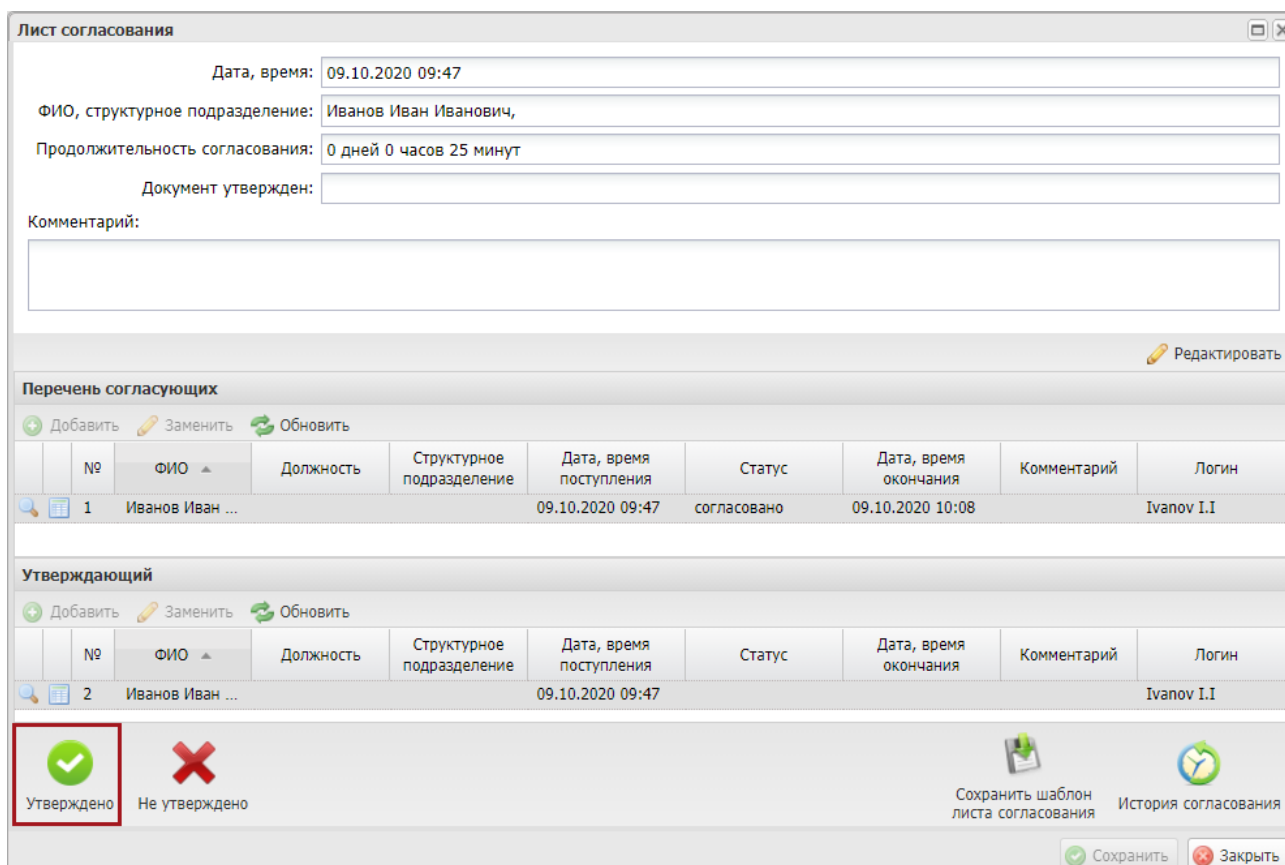 Лист согласования
Дата, время: 09.10.2020 09:47
ФИО, структурное подразделение: Иванов Иван Иванович,
Продолжительность согласования: 0 дней 0 часов 25 минут
Документ утвержден:
Комментарий:
Редактировать
Перечень согласующих
Добавить Заменить Обновить
№ ФИО Должность Структурное подразделение Дата, время поступления Статус Дата, время окончания Комментарий Логин
1 Иванов Иван ... 09.10.2020 09:47 согласовано 09.10.2020 10:08 Ivanov I.I
Утверждающий
Добавить Заменить Обновить
№ ФИО Должность Структурное подразделение Дата, время поступления Статус Дата, время окончания Комментарий Логин
2 Иванов Иван ... 09.10.2020 09:47 Ivanov I.I
Утверждено Не утверждено Сохранить шаблон листа согласования История согласования
Сохранить Закрыть